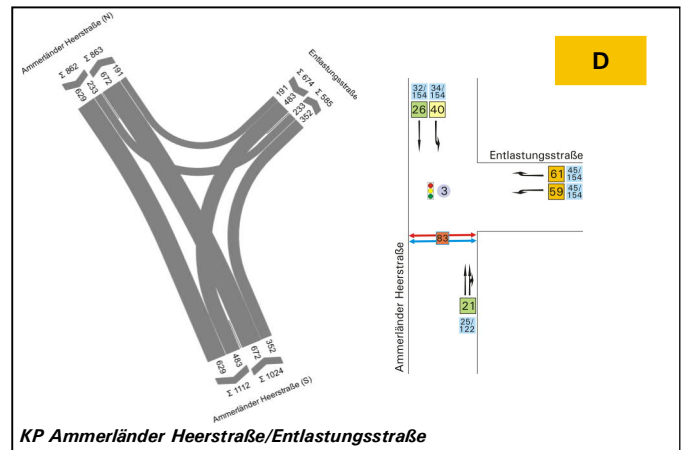 Ammerländer Heerstraße (N)
Σ 862
Σ 863
629
233
672
191
Entlastungsstraße
Σ 674
Σ 585
191
483
233
352
629
483
672
352
Σ 1112
Σ 1024
Ammerländer Heerstraße (S)
D
32/
154
34/
154
26
40
Entlastungsstraße
61
45/
154
59
45/
154
3
83
Ammerländer Heerstraße
21
25/
122
KP Ammerländer Heerstraße/Entlastungsstraße